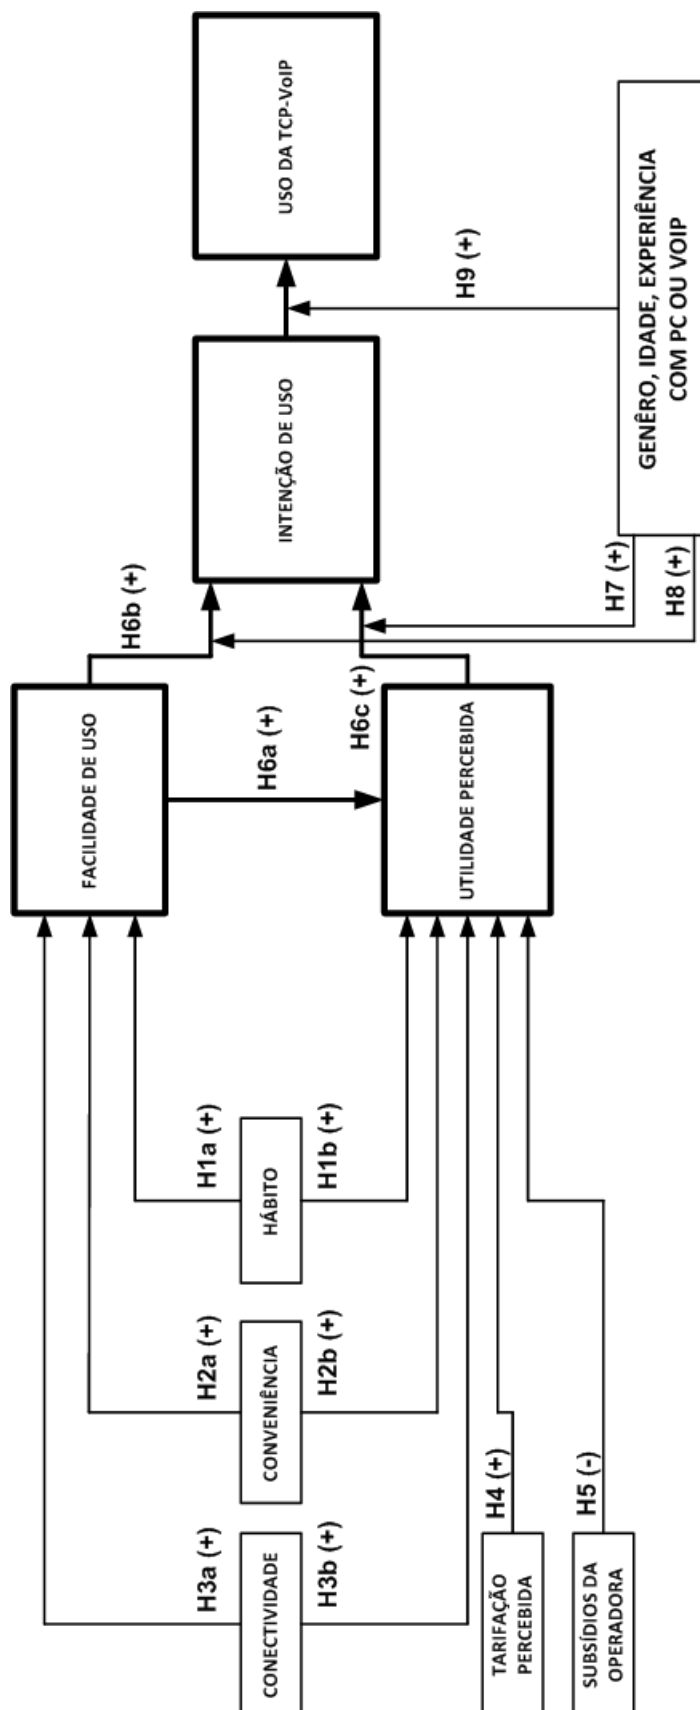 FACILIDADE DE USO
H6b (+)
H3a (+)
H2a (+)
H1a (+)
CONECTIVIDADE
CONVENIÊNCIA
HÁBITO
H6a (+)
INTENÇÃO DE USO
USO DA TCP-VoIP
H3b (+)
H2b (+)
H1b (+)
H6c (+)
UTILIDADE PERCEBIDA
H9 (+)
H4 (+)
TARIFAÇÃO
PERCEBIDA
H5 (-)
SUBSÍDIOS DA
OPERADORA
H7 (+)
H8 (+)
GENÊRO, IDADE, EXPERIÊNCIA
COM PC OU VOIP